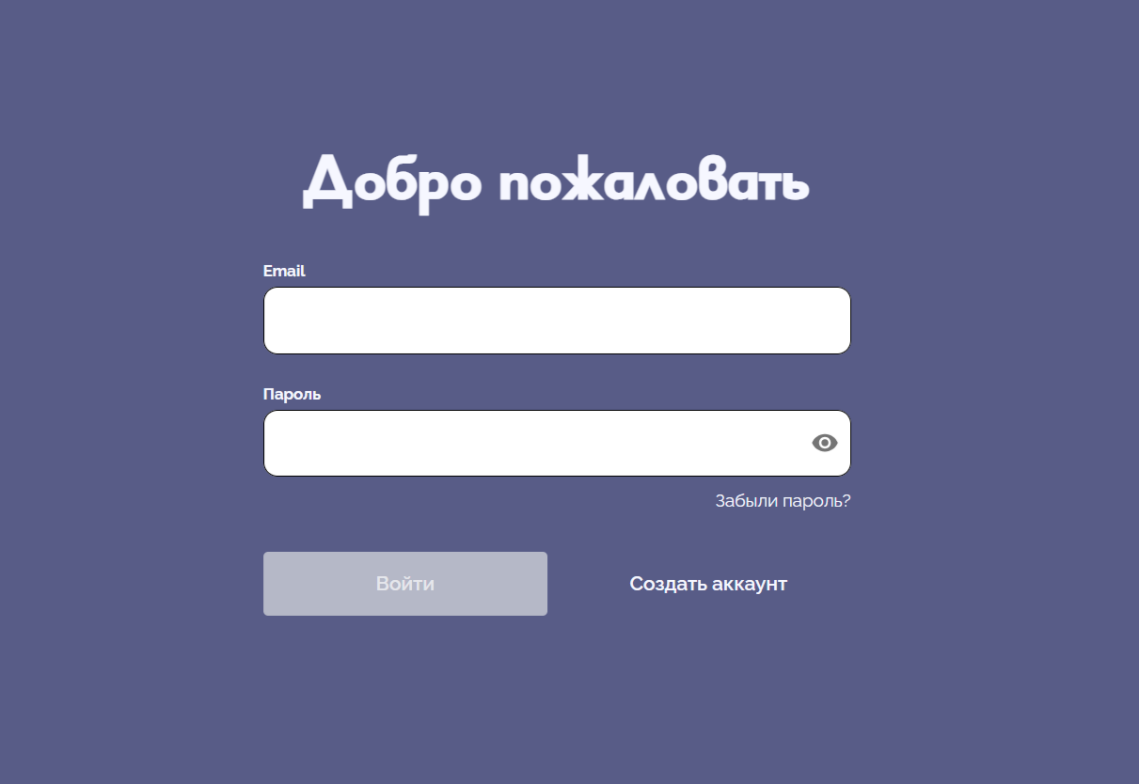 Добро пожаловать
Email
Пароль
Забыли пароль?
Войти
Создать аккаунт